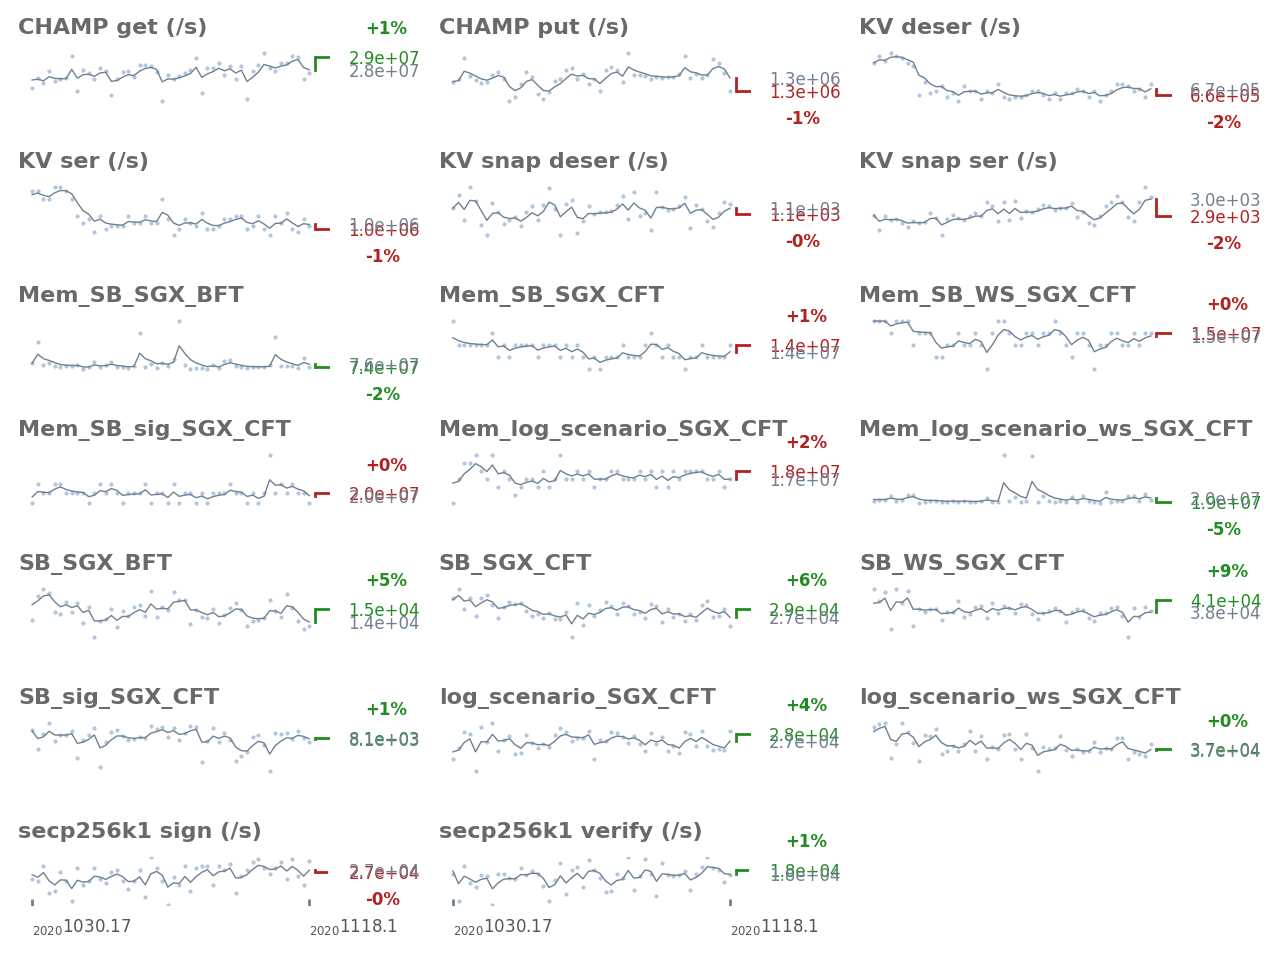 CHAMP get (/s)
+1%
2.9e+07
2.8e+07
CHAMP put (/s)
1.3e+06
1.3e+06
-1%
KV deser (/s)
6.7e+05
6.6e+05
-2%
KV ser (/s)
1.0e+06
1.0e+06
-1%
KV snap deser (/s)
1.1e+03
1.1e+03
-0%
KV snap ser (/s)
3.0e+03
2.9e+03
-2%
Mem_SB_SGX_BFT
7.6e+07
7.4e+07
-2%
Mem_SB_SGX_CFT
+1%
1.4e+07
1.4e+07
Mem_SB_WS_SGX_CFT
+0%
1.5e+07
1.5e+07
Mem_SB_sig_SGX_CFT
+0%
2.0e+07
2.0e+07
Mem_log_scenario_SGX_CFT
+2%
1.8e+07
1.7e+07
Mem_log_scenario_ws_SGX_CFT
2.0e+07
1.9e+07
-5%
SB_SGX_BFT
+5%
1.5e+04
1.4e+04
SB_SGX_CFT
+6%
2.9e+04
2.7e+04
SB_WS_SGX_CFT
+9%
4.1e+04
3.8e+04
SB_sig_SGX_CFT
+1%
8.1e+03
8.1e+03
log_scenario_SGX_CFT
+4%
2.8e+04
2.7e+04
log_scenario_ws_SGX_CFT
+0%
3.7e+04
3.7e+04
secp256k1 sign (/s)
2.7e+04
2.7e+04
-0%
secp256k1 verify (/s)
+1%
1.8e+04
1.8e+04
2020 1030.17
2020 1118.1
2020 1030.17
2020 1118.1